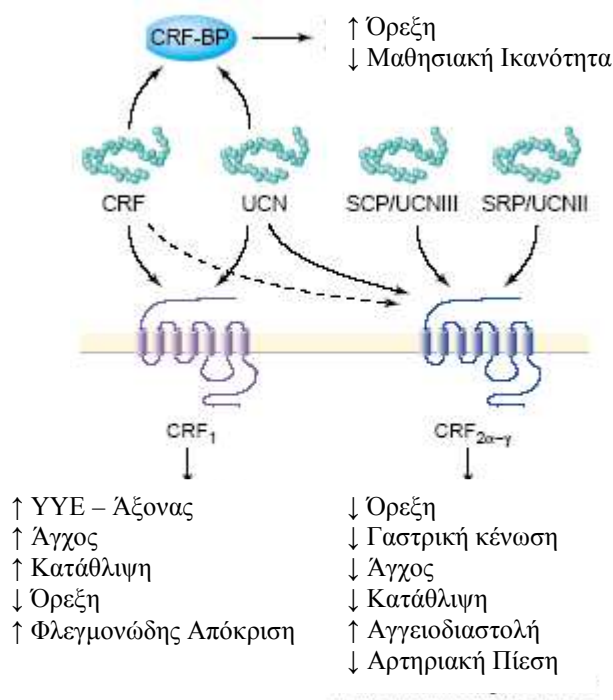 CRF-BP
↑ Όρεξη
↓ Μαθησιακή Ικανότητα
CRF
UCN
SCP/UCNIII
SRP/UCNII
CRF₁
CRF₂α-γ
↑ ΥΥΕ – Άξονας
↑ Άγχος
↑ Κατάθλιψη
↓ Όρεξη
↑ Φλεγμονώδης Απόκριση
↓ Όρεξη
↓ Γαστρική κένωση
↓ Άγχος
↓ Κατάθλιψη
↑ Αγγειοδιαστολή
↓ Αρτηριακή Πίεση